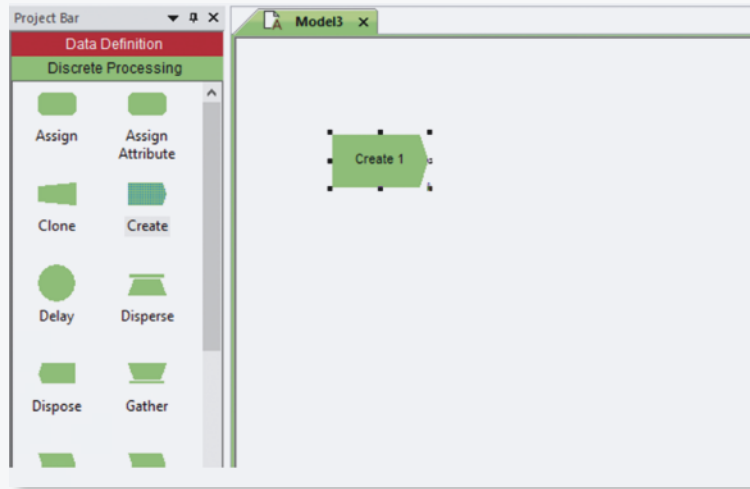 Project Bar
Model3
Data Definition
Discrete Processing
Assign
Assign
Attribute
Create 1
Clone
Create
Delay
Disperse
Dispose
Gather